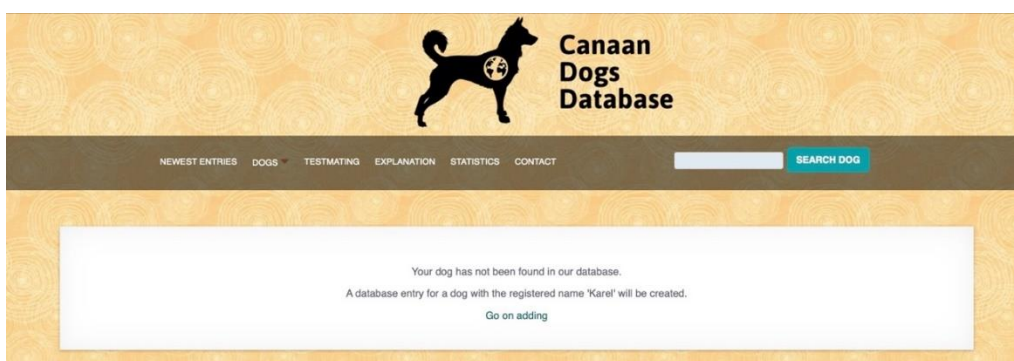 Canaan
Dogs
Database
NEWEST ENTRIES DOGS TESTMATING EXPLANATION STATISTICS CONTACT SEARCH DOG
Your dog has not been found in our database.
A database entry for a dog with the registered name 'Karel' will be created.
Go on adding